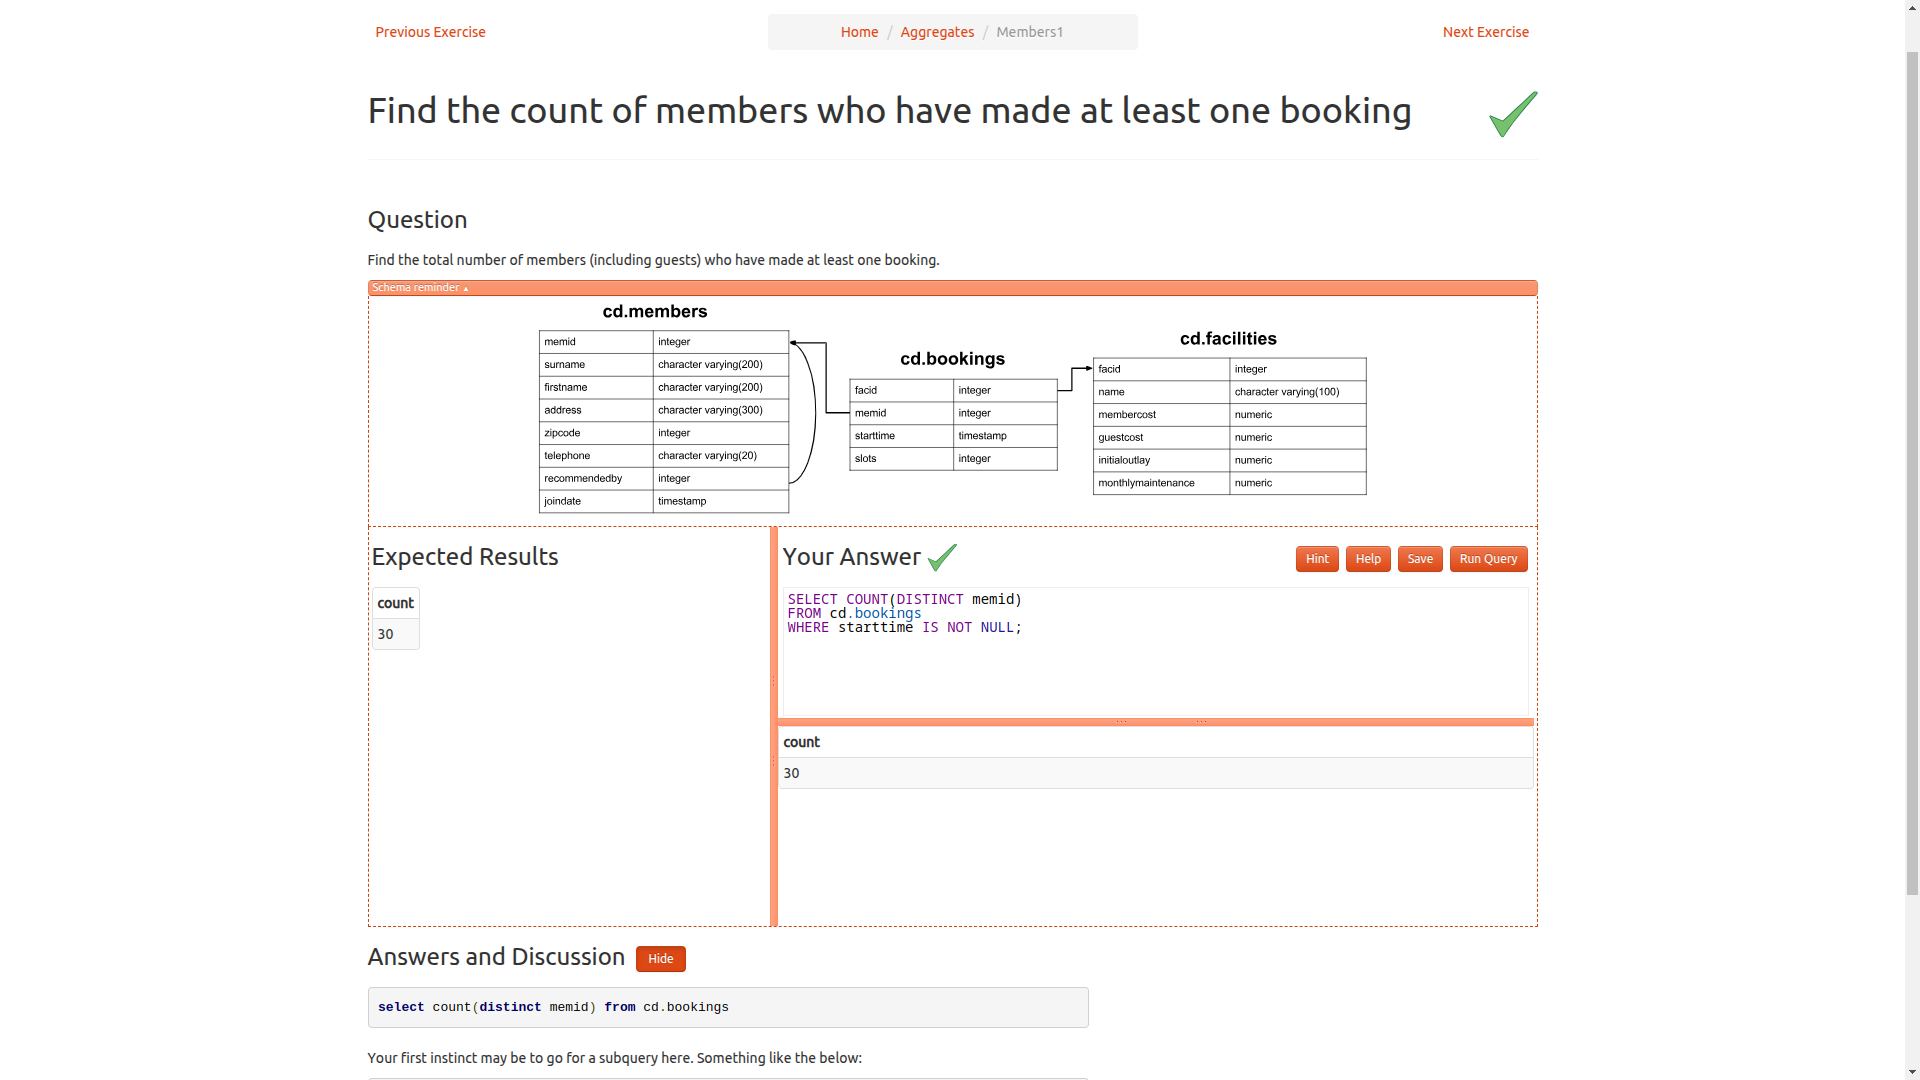 Previous Exercise
Home / Aggregates / Members1
Next Exercise
Find the count of members who have made at least one booking
Question
Find the total number of members (including guests) who have made at least one booking.
Schema reminder ▴
cd.members
memid integer
surname character varying(200)
firstname character varying(200)
address character varying(300)
zipcode integer
telephone character varying(20)
recommendedby integer
joindate timestamp
cd.bookings
facid integer
memid integer
starttime timestamp
slots integer
cd.facilities
facid integer
name character varying(100)
membercost numeric
guestcost numeric
initialoutlay numeric
monthlymaintenance numeric
Expected Results
count
30
Your Answer
Hint Help Save Run Query
SELECT COUNT(DISTINCT memid)
FROM cd.bookings
WHERE starttime IS NOT NULL;
count
30
Answers and Discussion Hide
select count(distinct memid) from cd.bookings
Your first instinct may be to go for a subquery here. Something like the below: